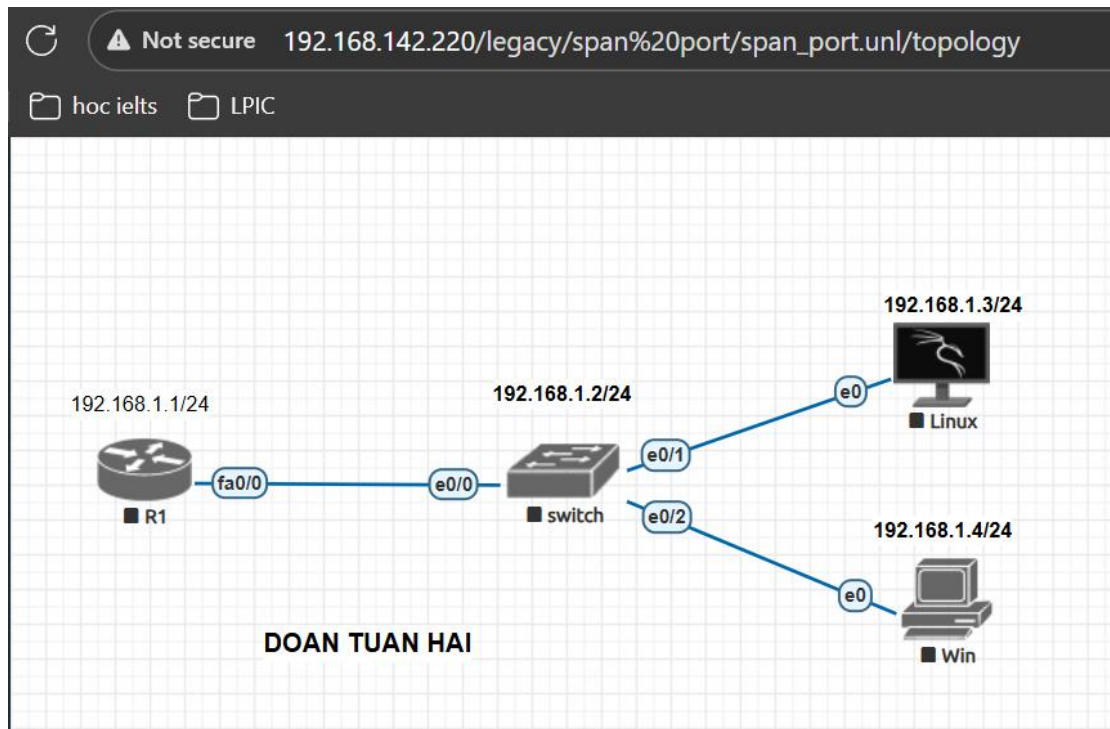 Not secure 192.168.142.220/legacy/span%20port/span_port.unl/topology
hoc ielts LPIC
192.168.1.3/24
192.168.1.2/24
192.168.1.1/24
e0
Linux
e0/1
fa0/0
e0/0
R1
switch
e0/2
192.168.1.4/24
e0
DOAN TUAN HAI
Win